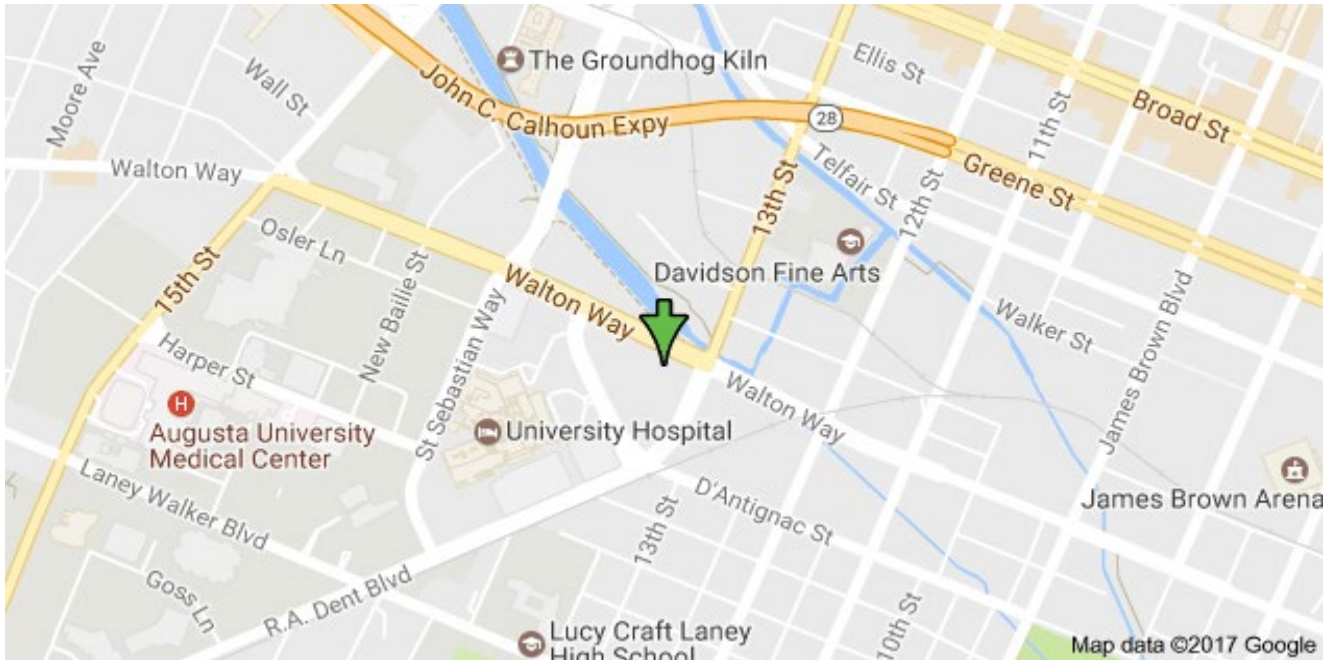 The Groundhog Kiln
Ellis St
Moore Ave
Wall St
John C. Calhoun Expy
28
Broad St
11th St
Telfair St
12th St
Greene St
Walton Way
13th St
Osler Ln
New Bailie St
15th St
Walton Way
Davidson Fine Arts
Walker St
St Sebastian Way
Harper St
James Brown Blvd
Walton Way
H
Augusta University
Medical Center
University Hospital
D'Antignac St
James Brown Arena
Laney Walker Blvd
13th St
Goss Ln
R.A. Dent Blvd
10th St
Lucy Craft Laney
High School
Map data ©2017 Google